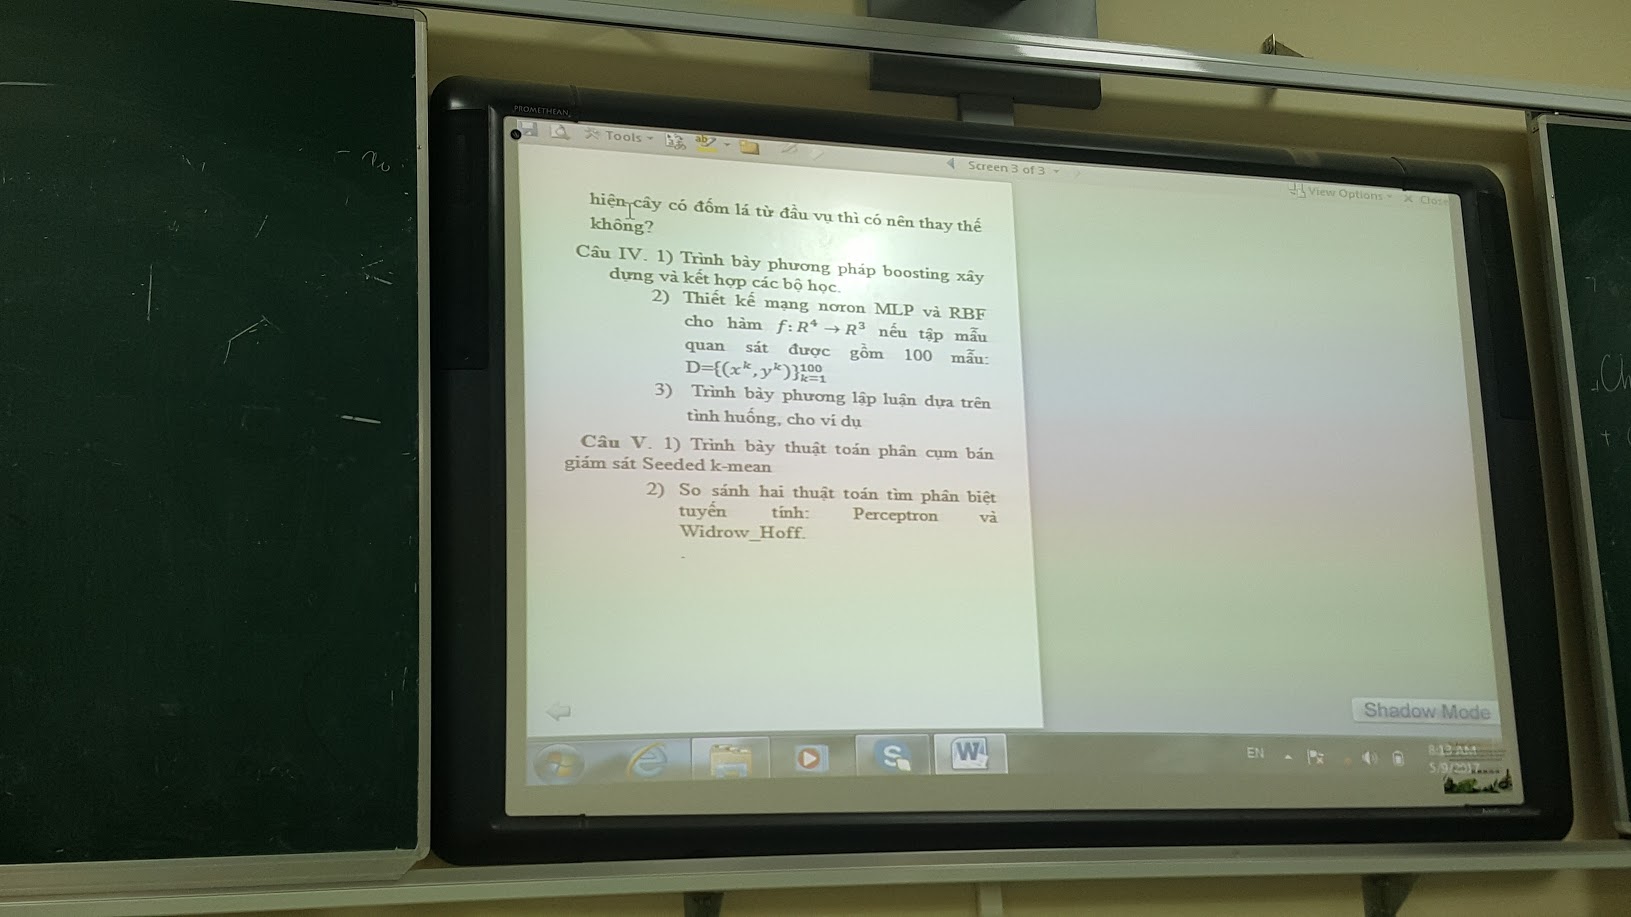 PROMETHEAN
Tools
Screen 3 of 3
View Options
Close
hiện cây có đốm lá từ đầu vụ thì có nên thay thế
không?
Câu IV. 1) Trình bày phương pháp boosting xây
dựng và kết hợp các bộ học.
2) Thiết kế mạng nơron MLP và RBF
cho hàm f: R⁴ → R³ nếu tập mẫu
quan sát được gồm 100 mẫu:
D={(xᵏ, yᵏ)}¹⁰⁰ₖ₌₁
3) Trình bày phương lập luận dựa trên
tình huống, cho ví dụ
Câu V. 1) Trình bày thuật toán phân cụm bán
giám sát Seeded k-mean
2) So sánh hai thuật toán tìm phân biệt
tuyến tính: Perceptron và
Widrow_Hoff.
Shadow Mode
EN
8:13 AM
5/9/2017